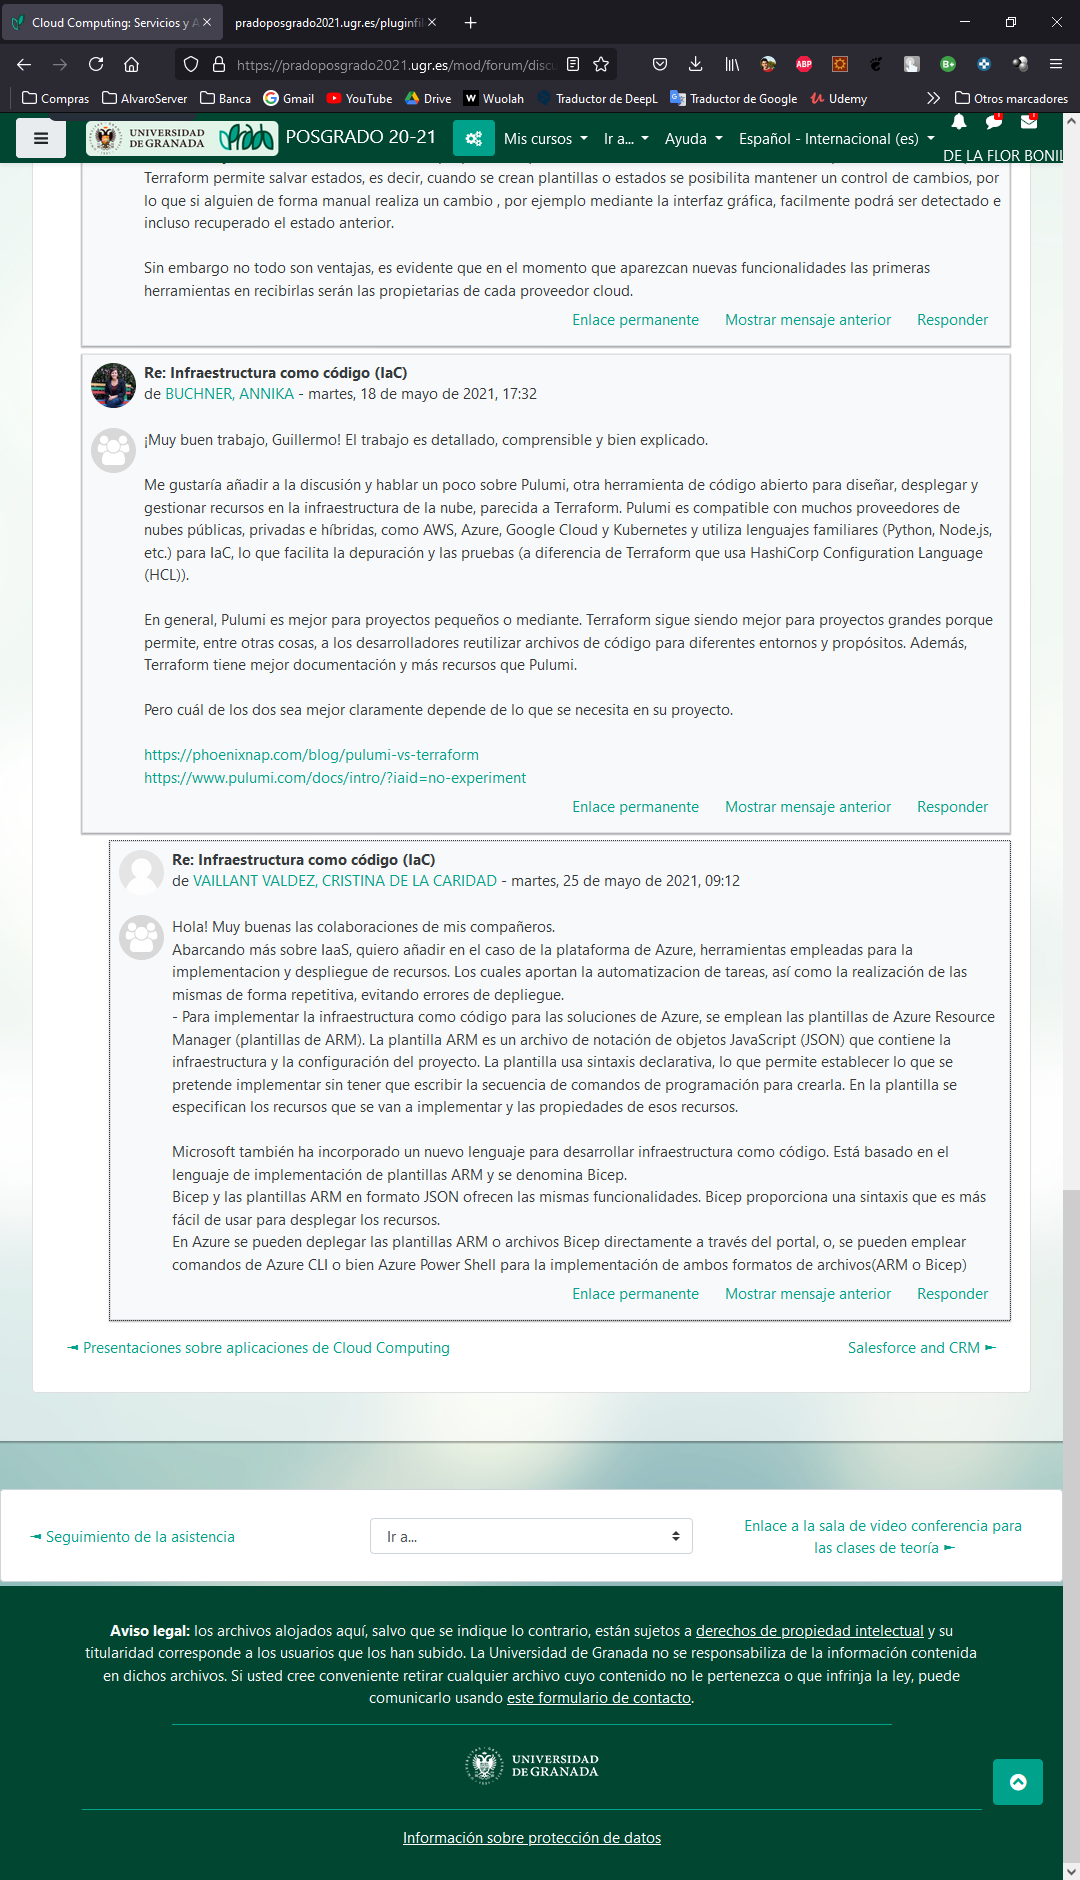 Cloud Computing: Servicios y A
pradoposgrado2021.ugr.es/pluginfil
https://pradoposgrado2021.ugr.es/mod/forum/discu
Compras AlvaroServer Banca Gmail YouTube Drive Wuolah Traductor de DeepL Traductor de Google Udemy Otros marcadores
UNIVERSIDAD DE GRANADA POSGRADO 20-21 Mis cursos Ir a... Ayuda Español - Internacional (es)
DE LA FLOR BONIL
Terraform permite salvar estados, es decir, cuando se crean plantillas o estados se posibilita mantener un control de cambios, por
lo que si alguien de forma manual realiza un cambio , por ejemplo mediante la interfaz gráfica, facilmente podrá ser detectado e
incluso recuperado el estado anterior.
Sin embargo no todo son ventajas, es evidente que en el momento que aparezcan nuevas funcionalidades las primeras
herramientas en recibirlas serán las propietarias de cada proveedor cloud.
Enlace permanente Mostrar mensaje anterior Responder
Re: Infraestructura como código (IaC)
de BUCHNER, ANNIKA - martes, 18 de mayo de 2021, 17:32
¡Muy buen trabajo, Guillermo! El trabajo es detallado, comprensible y bien explicado.
Me gustaría añadir a la discusión y hablar un poco sobre Pulumi, otra herramienta de código abierto para diseñar, desplegar y
gestionar recursos en la infraestructura de la nube, parecida a Terraform. Pulumi es compatible con muchos proveedores de
nubes públicas, privadas e híbridas, como AWS, Azure, Google Cloud y Kubernetes y utiliza lenguajes familiares (Python, Node.js,
etc.) para IaC, lo que facilita la depuración y las pruebas (a diferencia de Terraform que usa HashiCorp Configuration Language
(HCL)).
En general, Pulumi es mejor para proyectos pequeños o mediante. Terraform sigue siendo mejor para proyectos grandes porque
permite, entre otras cosas, a los desarrolladores reutilizar archivos de código para diferentes entornos y propósitos. Además,
Terraform tiene mejor documentación y más recursos que Pulumi.
Pero cuál de los dos sea mejor claramente depende de lo que se necesita en su proyecto.
https://phoenixnap.com/blog/pulumi-vs-terraform
https://www.pulumi.com/docs/intro/?iaid=no-experiment
Enlace permanente Mostrar mensaje anterior Responder
Re: Infraestructura como código (IaC)
de VAILLANT VALDEZ, CRISTINA DE LA CARIDAD - martes, 25 de mayo de 2021, 09:12
Hola! Muy buenas las colaboraciones de mis compañeros.
Abarcando más sobre IaaS, quiero añadir en el caso de la plataforma de Azure, herramientas empleadas para la
implementacion y despliegue de recursos. Los cuales aportan la automatizacion de tareas, así como la realización de las
mismas de forma repetitiva, evitando errores de depliegue.
- Para implementar la infraestructura como código para las soluciones de Azure, se emplean las plantillas de Azure Resource
Manager (plantillas de ARM). La plantilla ARM es un archivo de notación de objetos JavaScript (JSON) que contiene la
infraestructura y la configuración del proyecto. La plantilla usa sintaxis declarativa, lo que permite establecer lo que se
pretende implementar sin tener que escribir la secuencia de comandos de programación para crearla. En la plantilla se
especifican los recursos que se van a implementar y las propiedades de esos recursos.
Microsoft también ha incorporado un nuevo lenguaje para desarrollar infraestructura como código. Está basado en el
lenguaje de implementación de plantillas ARM y se denomina Bicep.
Bicep y las plantillas ARM en formato JSON ofrecen las mismas funcionalidades. Bicep proporciona una sintaxis que es más
fácil de usar para desplegar los recursos.
En Azure se pueden deplegar las plantillas ARM o archivos Bicep directamente a través del portal, o, se pueden emplear
comandos de Azure CLI o bien Azure Power Shell para la implementación de ambos formatos de archivos(ARM o Bicep)
Enlace permanente Mostrar mensaje anterior Responder
◄ Presentaciones sobre aplicaciones de Cloud Computing
Salesforce and CRM ►
◄ Seguimiento de la asistencia
Ir a...
Enlace a la sala de video conferencia para
las clases de teoría ►
Aviso legal: los archivos alojados aquí, salvo que se indique lo contrario, están sujetos a derechos de propiedad intelectual y su
titularidad corresponde a los usuarios que los han subido. La Universidad de Granada no se responsabiliza de la información contenida
en dichos archivos. Si usted cree conveniente retirar cualquier archivo cuyo contenido no le pertenezca o que infrinja la ley, puede
comunicarlo usando este formulario de contacto.
UNIVERSIDAD
DE GRANADA
Información sobre protección de datos